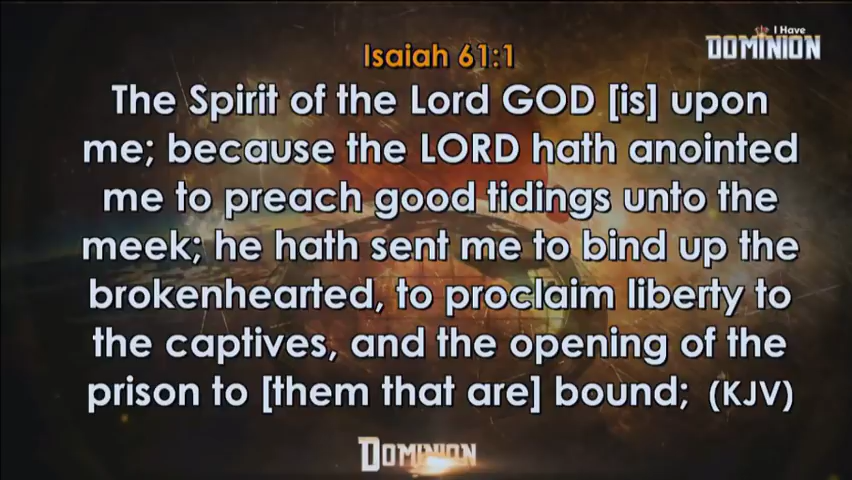 I Have
DOMINION
Isaiah 61:1
The Spirit of the Lord GOD [is] upon
me; because the LORD hath anointed
me to preach good tidings unto the
meek; he hath sent me to bind up the
brokenhearted, to proclaim liberty to
the captives, and the opening of the
prison to [them that are] bound; (KJV)
DOMINION